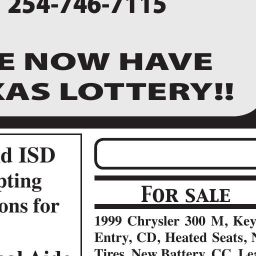 254-746-7115
E NOW HAVE
XAS LOTTERY!!
d ISD
pting
ons for
FOR SALE
1999 Chrysler 300 M, Key
Entry, CD, Heated Seats,
Tires, New Battery, CC,